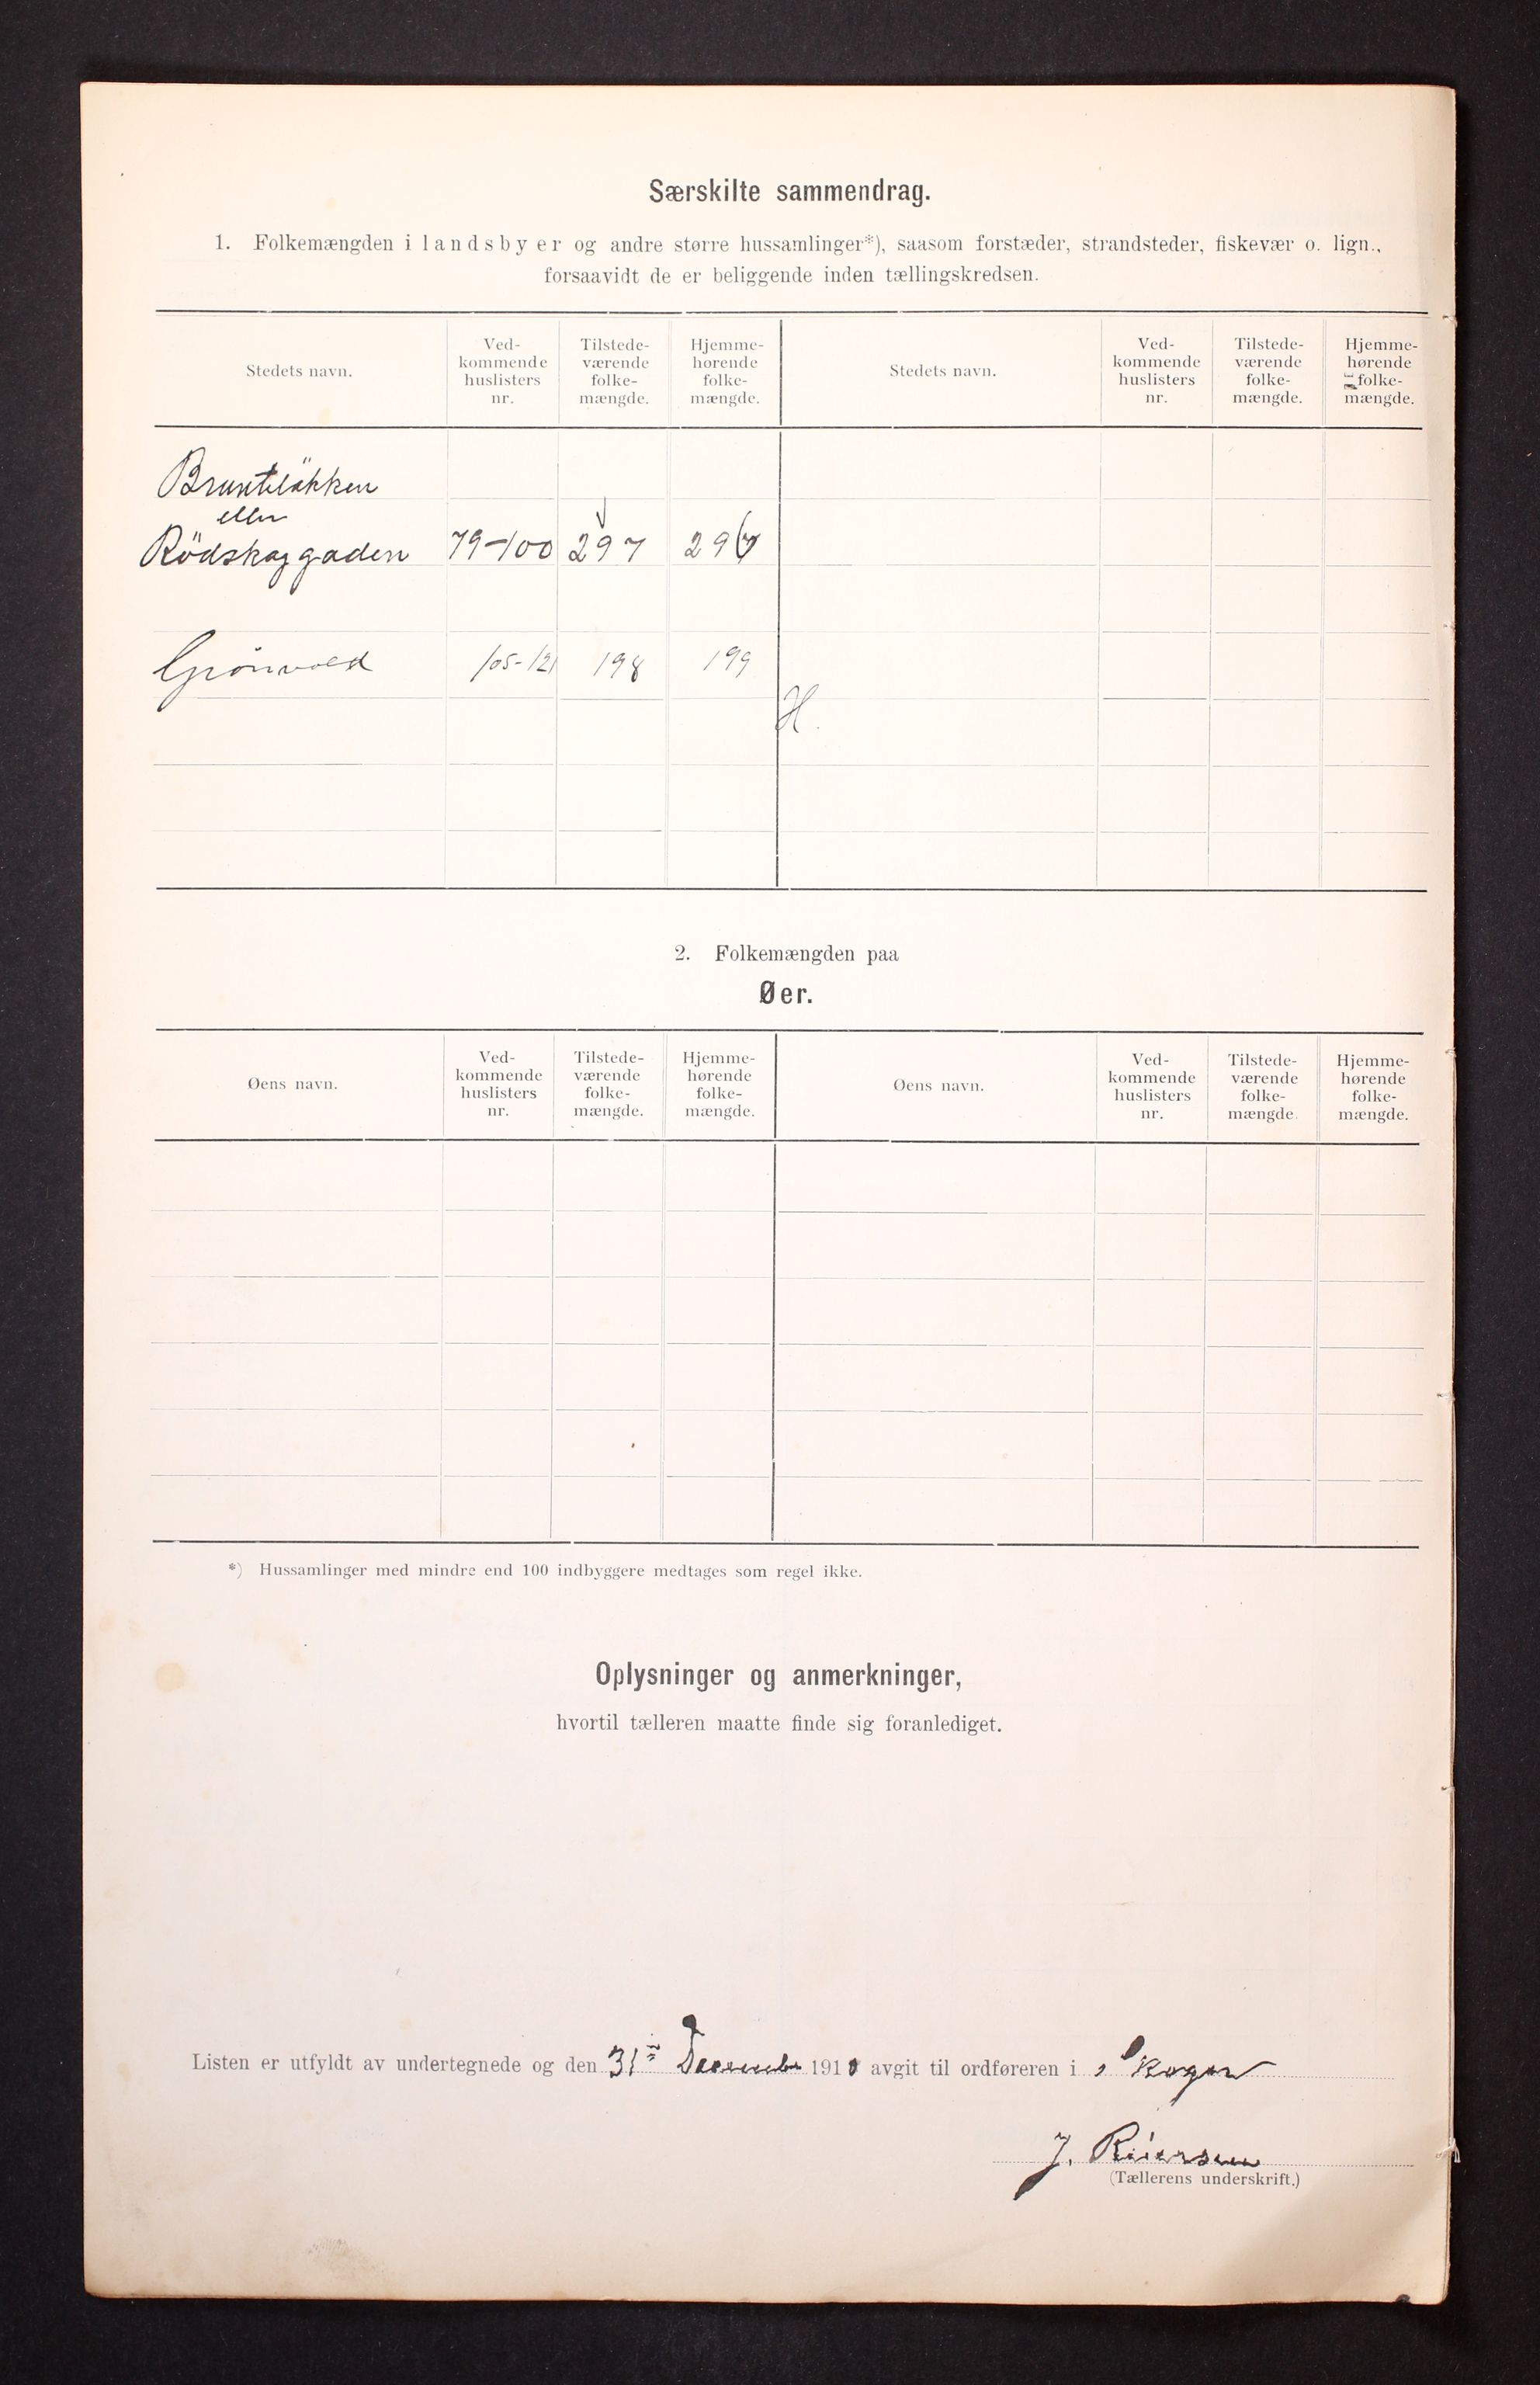 Særskilte sammendrag.
1. Folkemængden i landsbyer og andre større hussamlinger*), saasom forstæder, strandsteder, fiskevær o. lign.,
forsaavidt de er beliggende inden tællingskredsen.
Stedets navn.
Ved-
kommende
huslisters
nr.
Tilstede-
værende
folke-
mængde.
Hjemme-
hørende
folke-
mængde.
Stedets navn.
Ved-
kommende
huslisters
nr.
Tilstede-
værende
folke-
mængde.
Hjemme-
hørende
folke-
mængde.
eller
Rödskoggaden 79-100 297
Grönvold 105-121 198 199
H.
2. Folkemængden paa
Øer.
Øens navn.
Ved-
kommende
huslisters
nr.
Tilstede-
værende
folke-
mængde.
Hjemme-
hørende
folke-
mængde.
Øens navn.
Ved-
kommende
huslisters
nr.
Tilstede-
værende
folke-
mængde.
Hjemme-
hørende
folke-
mængde.
*) Hussamlinger med mindre end 100 indbyggere medtages som regel ikke.
Oplysninger og anmerkninger,
hvortil tælleren maatte finde sig foranlediget.
Listen er utfyldt av undertegnede og den 31 December 1910 avgit til ordføreren i Skoger
J. Reiersen
(Tællerens underskrift.)